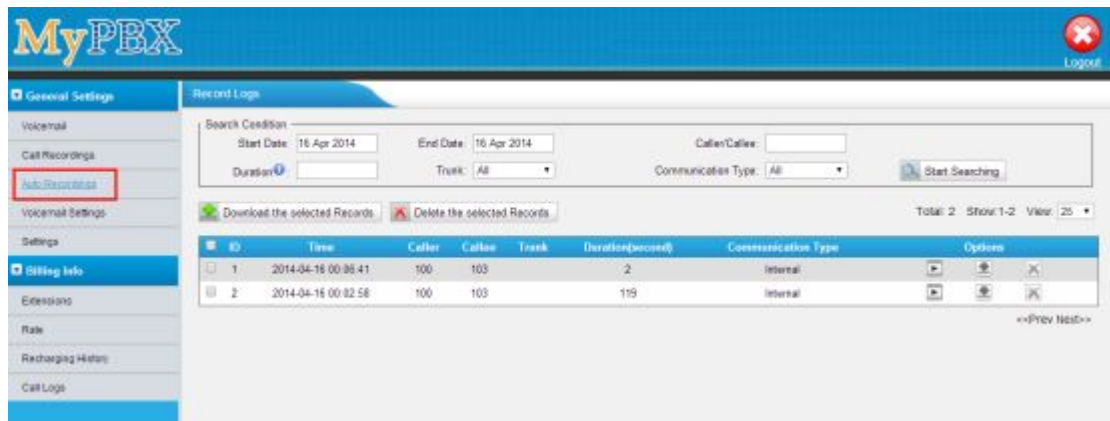 MyPBX
Logout
General Settings
Voicemail
Call Recordings
Auto Recordings
Voicemail Settings
Settings
Billing Info
Extensions
Rate
Recharging History
Call Logs
Record Logs
Search Condition
Start Date: 16 Apr 2014 End Date: 16 Apr 2014 Caller/Callee:
Duration Trunk: All Communication Type: All Start Searching
Download the selected Records Delete the selected Records Total: 2 Show:1-2 View: 25
ID Time Caller Callee Trunk Duration(second) Communication Type Options
1 2014-04-16 00:06:41 100 103 2 Internal
2 2014-04-16 00:02:58 100 103 119 Internal
<<Prev Next>>